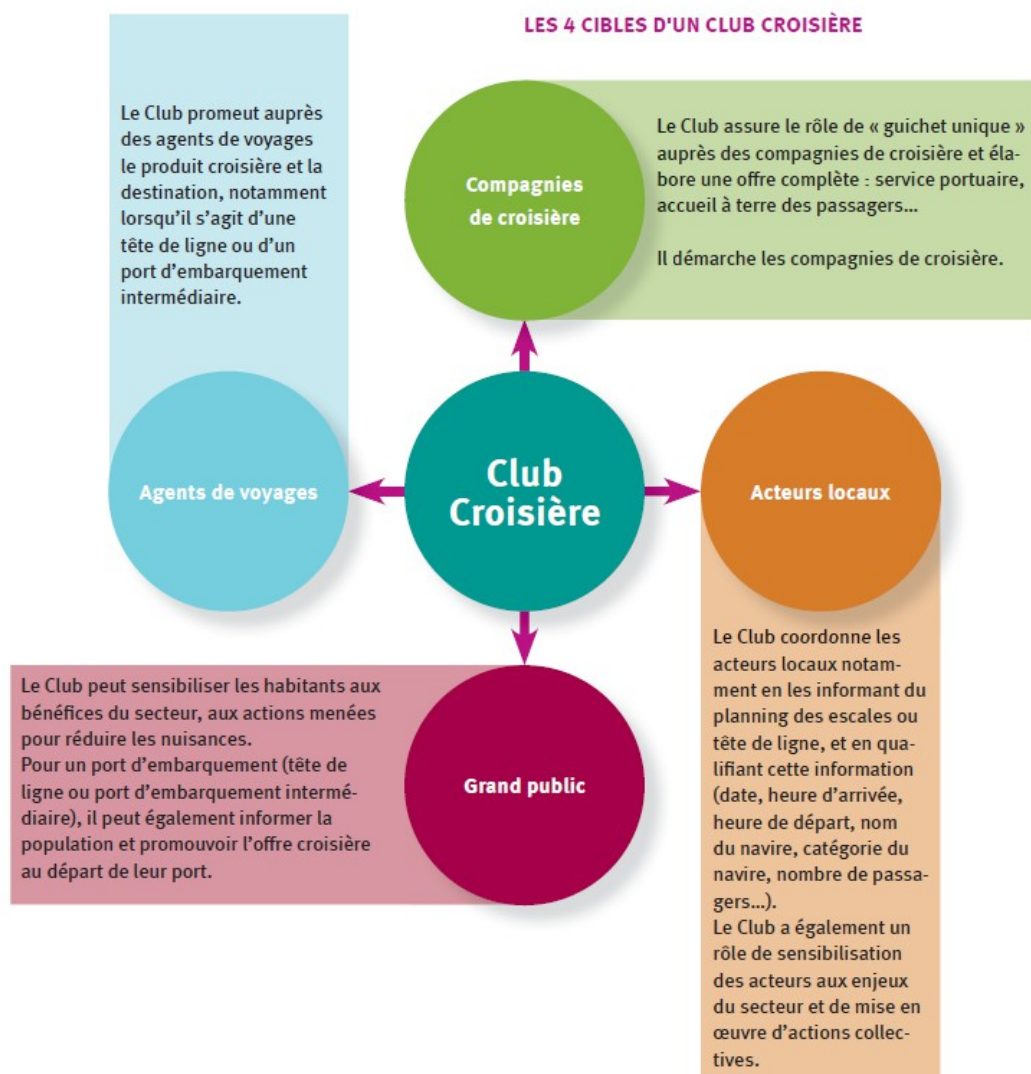 LES 4 CIBLES D'UN CLUB CROISIÈRE
Le Club promeut auprès
des agents de voyages
le produit croisière et la
destination, notamment
lorsqu’il s’agit d’une
tête de ligne ou d’un
port d’embarquement
intermédiaire.
Compagnies
de croisière
Le Club assure le rôle de « guichet unique »
auprès des compagnies de croisière et éla-
bore une offre complète : service portuaire,
accueil à terre des passagers...
Il démarche les compagnies de croisière.
Agents de voyages
Club
Croisière
Acteurs locaux
Le Club peut sensibiliser les habitants aux
bénéfices du secteur, aux actions menées
pour réduire les nuisances.
Pour un port d’embarquement (tête de
ligne ou port d’embarquement intermé-
diaire), il peut également informer la
population et promouvoir l’offre croisière
au départ de leur port.
Grand public
Le Club coordonne les
acteurs locaux notam-
ment en les informant du
planning des escales ou
tête de ligne, et en qua-
lifiant cette information
(date, heure d’arrivée,
heure de départ, nom
du navire, catégorie du
navire, nombre de passa-
gers...).
Le Club a également un
rôle de sensibilisation
des acteurs aux enjeux
du secteur et de mise en
œuvre d’actions collec-
tives.